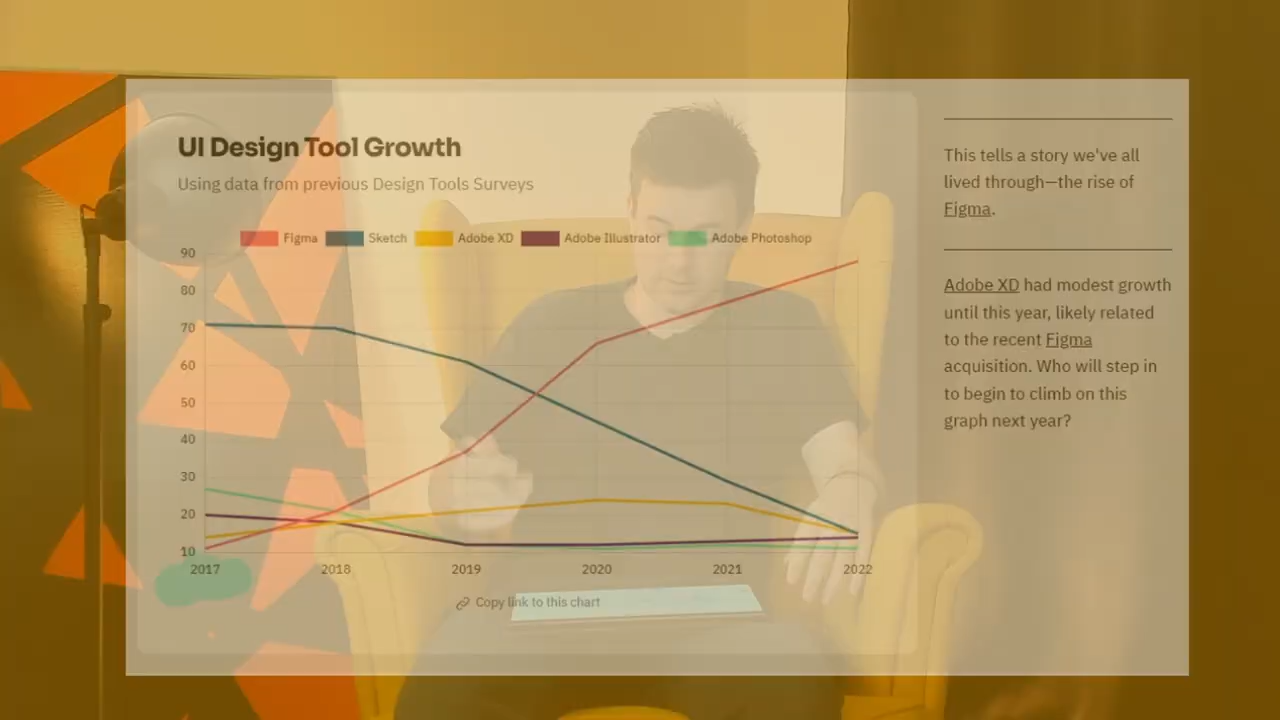 UI Design Tool Growth
Using data from previous Design Tools Surveys
Figma Sketch Adobe XD Adobe Illustrator Adobe Photoshop
90
80
70
60
50
40
30
20
10
2017 2018 2019 2020 2021 2022
Copy link to this chart
This tells a story we've all
lived through—the rise of
Figma.
Adobe XD had modest growth
until this year, likely related
to the recent Figma
acquisition. Who will step in
to begin to climb on this
graph next year?